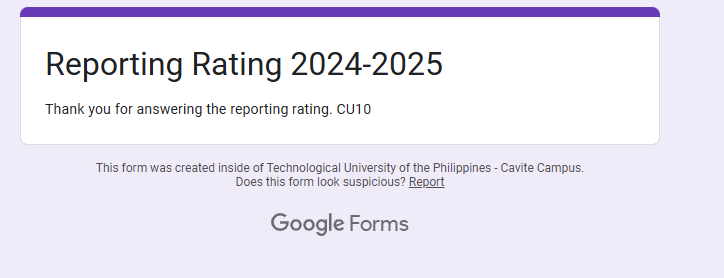 Reporting Rating 2024-2025
Thank you for answering the reporting rating. CU10
This form was created inside of Technological University of the Philippines - Cavite Campus.
Does this form look suspicious? Report
Google Forms